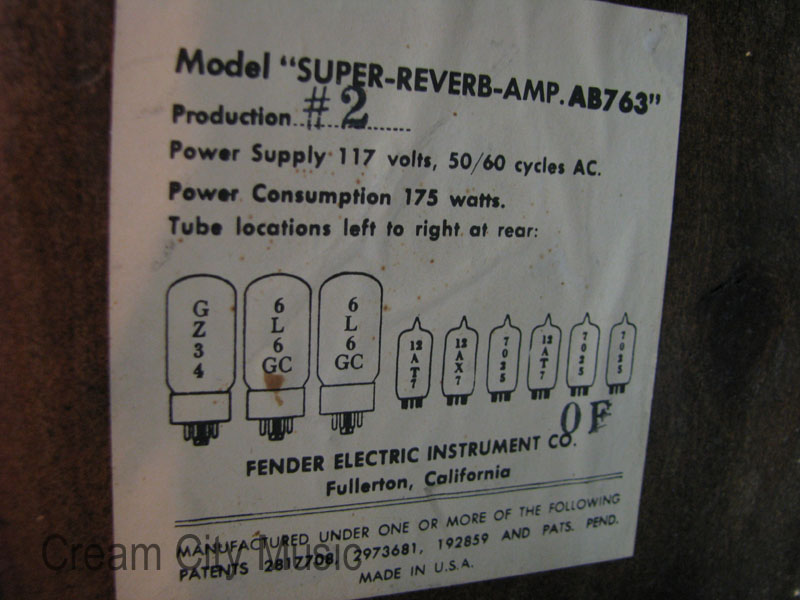 Model "SUPER-REVERB-AMP. AB763"
Production #2
Power Supply 117 volts, 50/60 cycles AC.
Power Consumption 175 watts.
Tube locations left to right at rear:
GZ34 6L6GC 6L6GC 12AT7 12AX7 7025 12AT7 7025 7025
OF
FENDER ELECTRIC INSTRUMENT CO.
Fullerton, California
MANUFACTURED UNDER ONE OR MORE OF THE FOLLOWING
PATENTS 2817708, 2973681, 192859 AND PATS. PEND.
MADE IN U.S.A.
Cream City Music